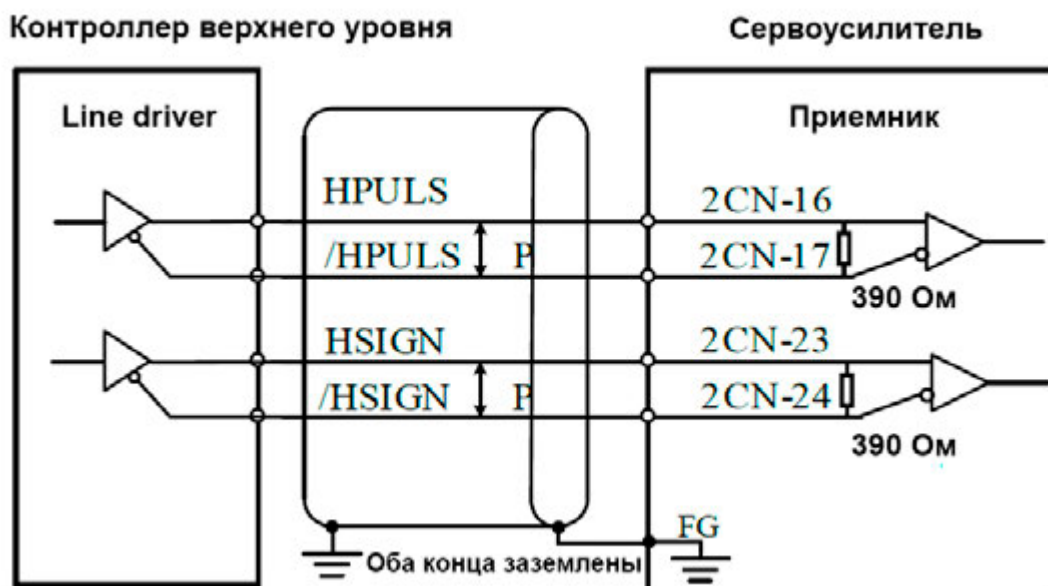 Контроллер верхнего уровня
Сервоусилитель
Line driver
Приемник
HPULS
2CN-16
/HPULS
P
2CN-17
390 Ом
HSIGN
2CN-23
/HSIGN
P
2CN-24
390 Ом
FG
Оба конца заземлены